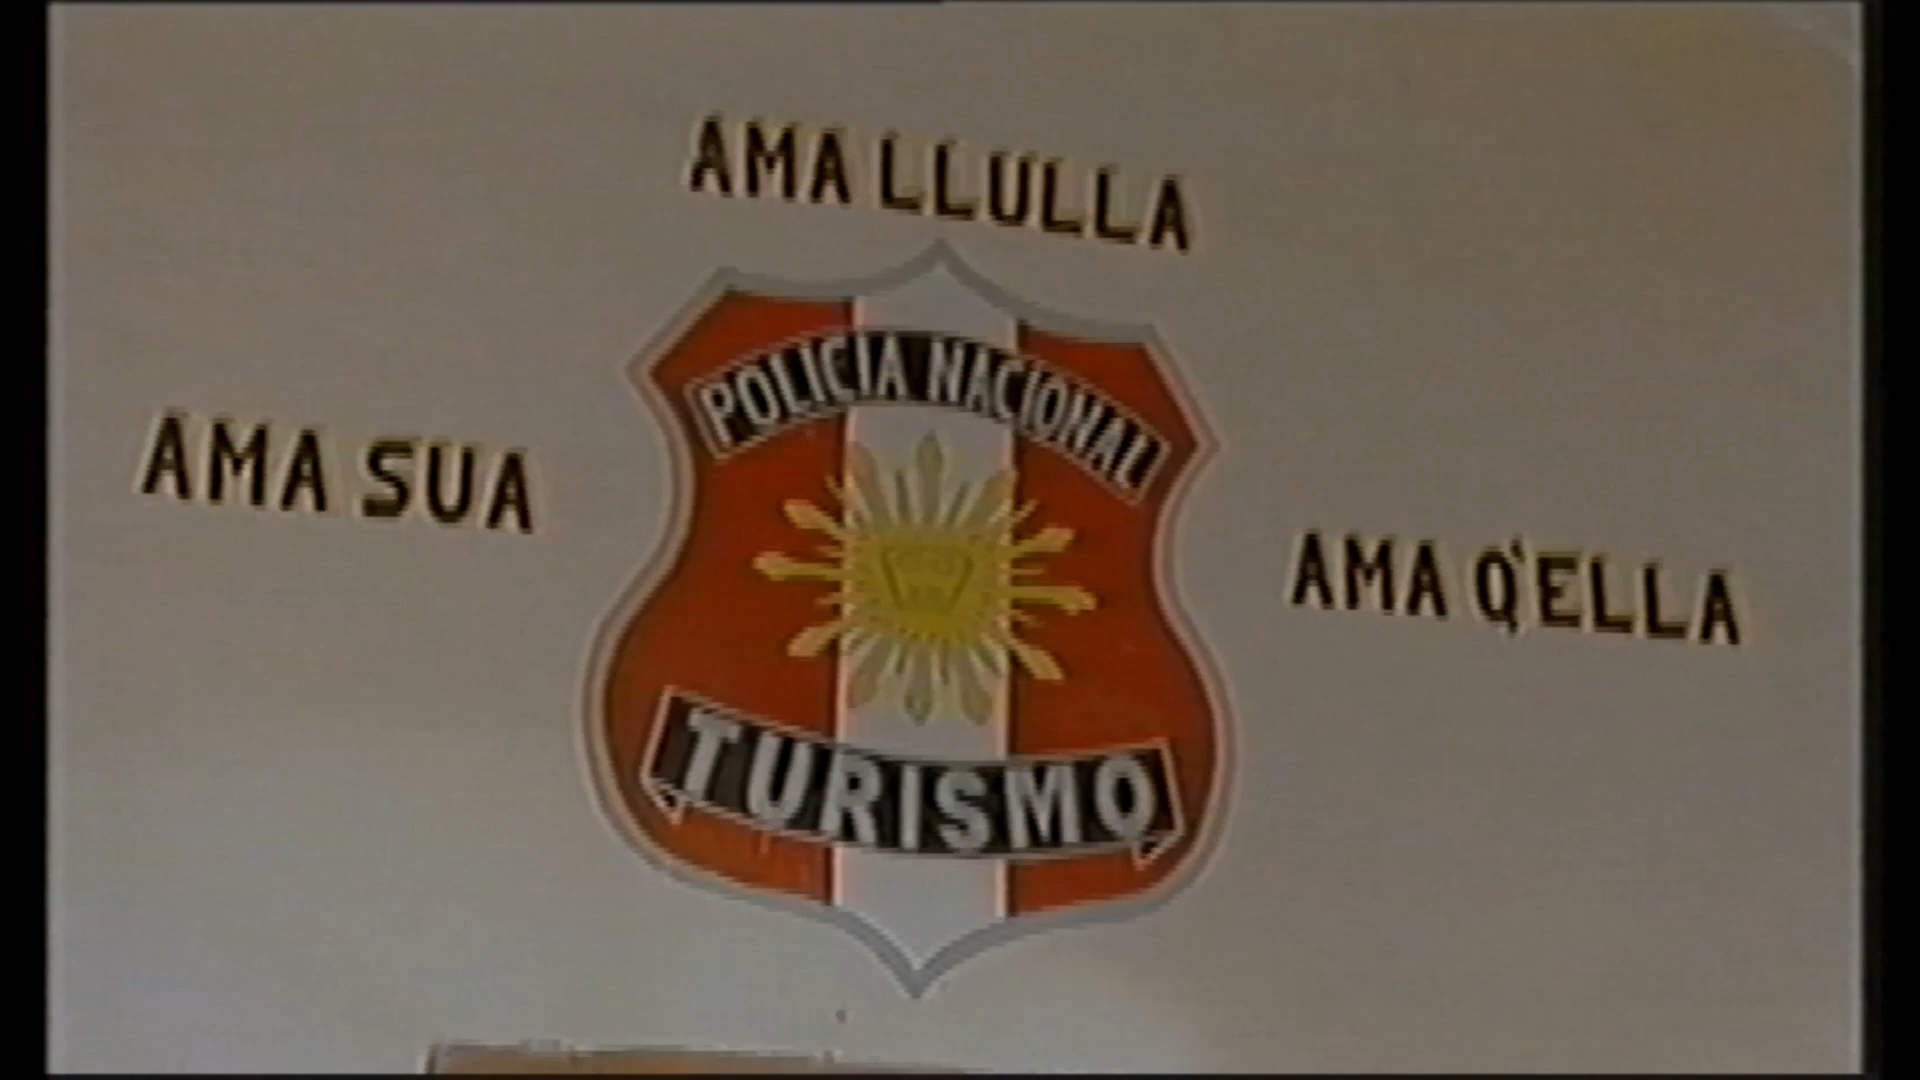 AMA LLULLA
AMA SUA
POLICIA NACIONAL
AMA Q'ELLA
TURISMO